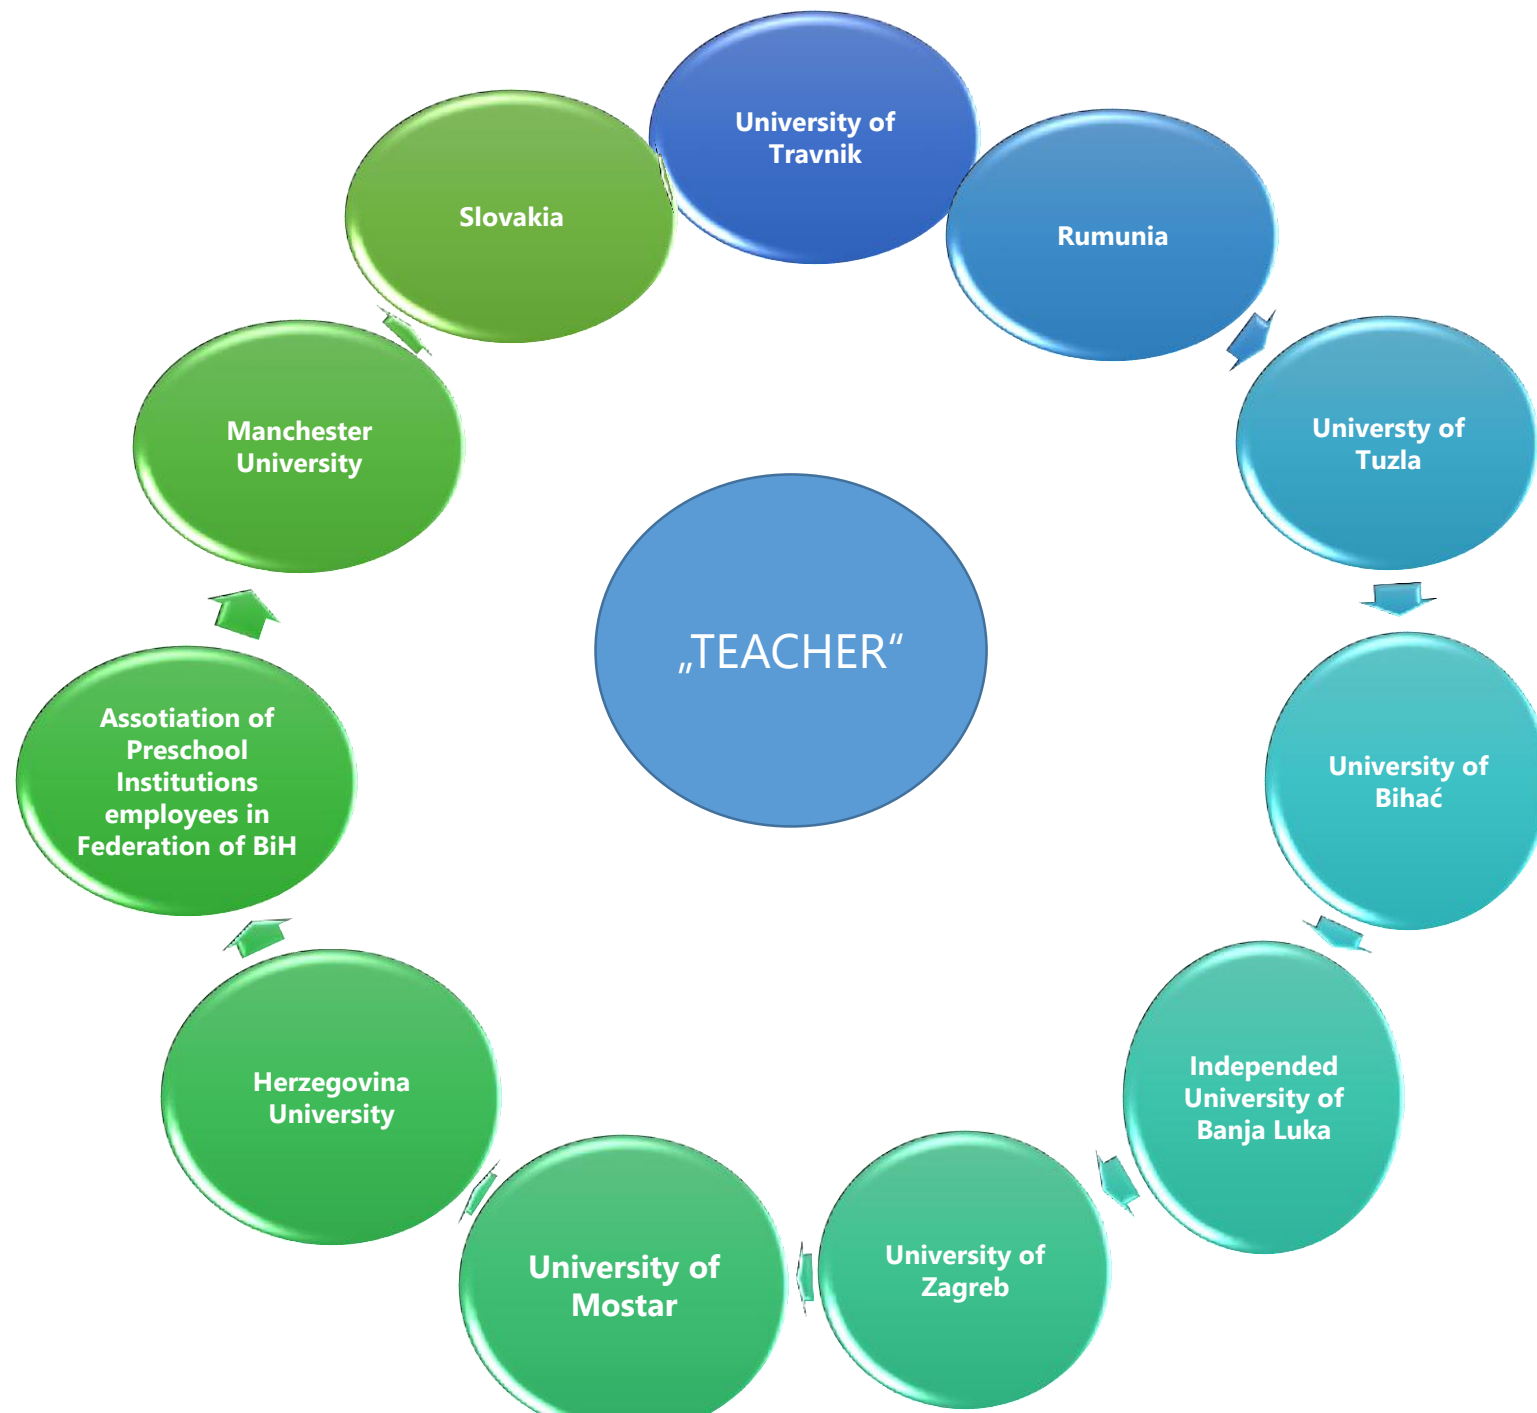 University of
Travnik
Rumunia
Universty of
Tuzla
University of
Bihać
Independed
University of
Banja Luka
University of
Zagreb
University of
Mostar
Herzegovina
University
Assotiation of
Preschool
Institutions
employees in
Federation of BiH
Manchester
University
Slovakia
„TEACHER“